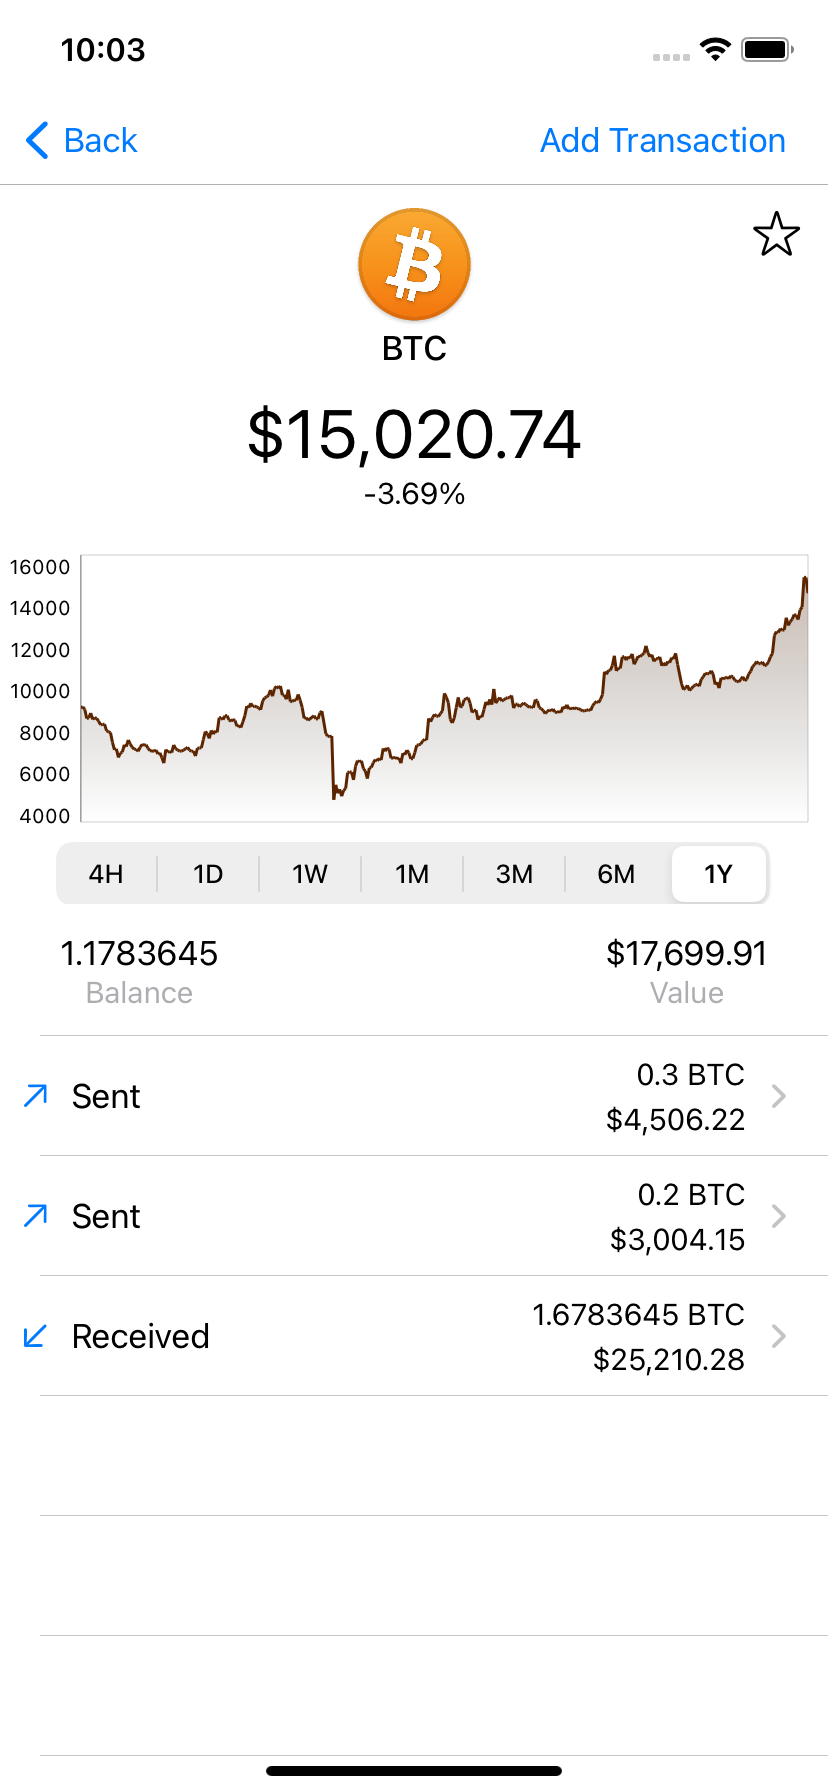 10:03
Back
Add Transaction
BTC
$15,020.74
-3.69%
16000
14000
12000
10000
8000
6000
4000
4H 1D 1W 1M 3M 6M 1Y
1.1783645 $17,699.91
Balance Value
Sent
0.3 BTC
$4,506.22
Sent
0.2 BTC
$3,004.15
Received
1.6783645 BTC
$25,210.28